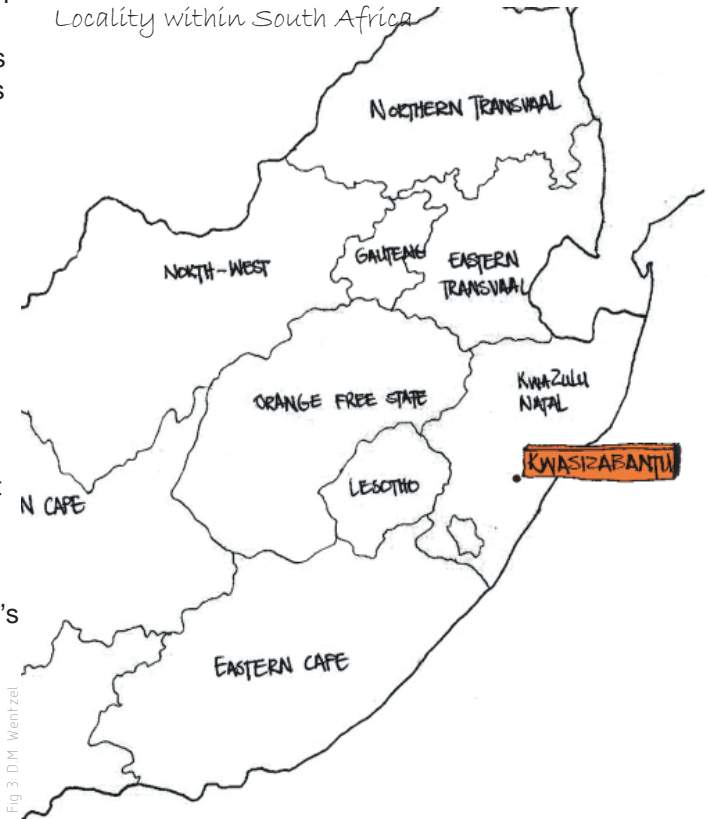 Locality within South Africa
s
s
NORTHERN TRANSVAAL
NORTH-WEST
GAUTENG
EASTERN
TRANSVAAL
KWAZULU
NATAL
ORANGE FREE STATE
KWASIZABANTU
LESOTHO
N CAPE
's
EASTERN CAPE
Fig 3 D M Wentzel